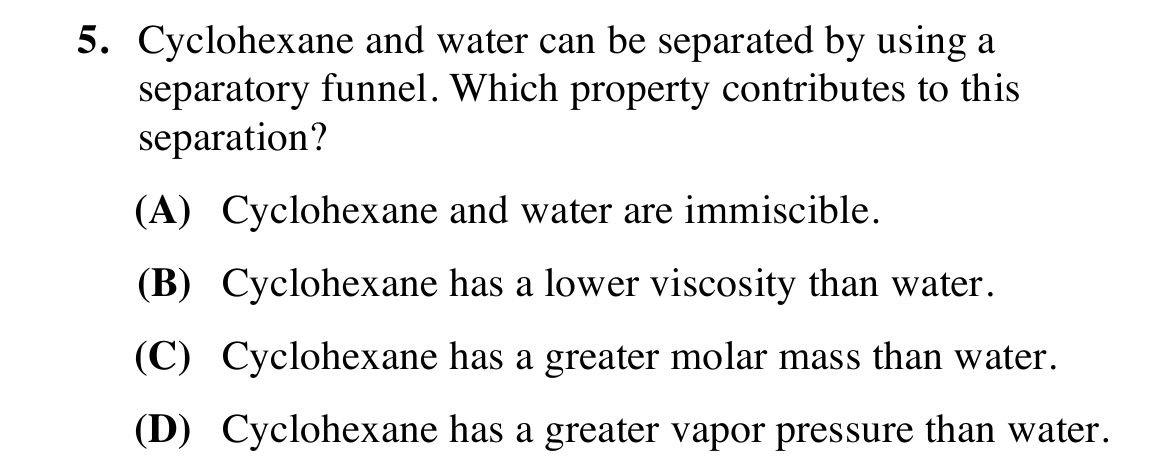 5. Cyclohexane and water can be separated by using a
separatory funnel. Which property contributes to this
separation?
(A) Cyclohexane and water are immiscible.
(B) Cyclohexane has a lower viscosity than water.
(C) Cyclohexane has a greater molar mass than water.
(D) Cyclohexane has a greater vapor pressure than water.